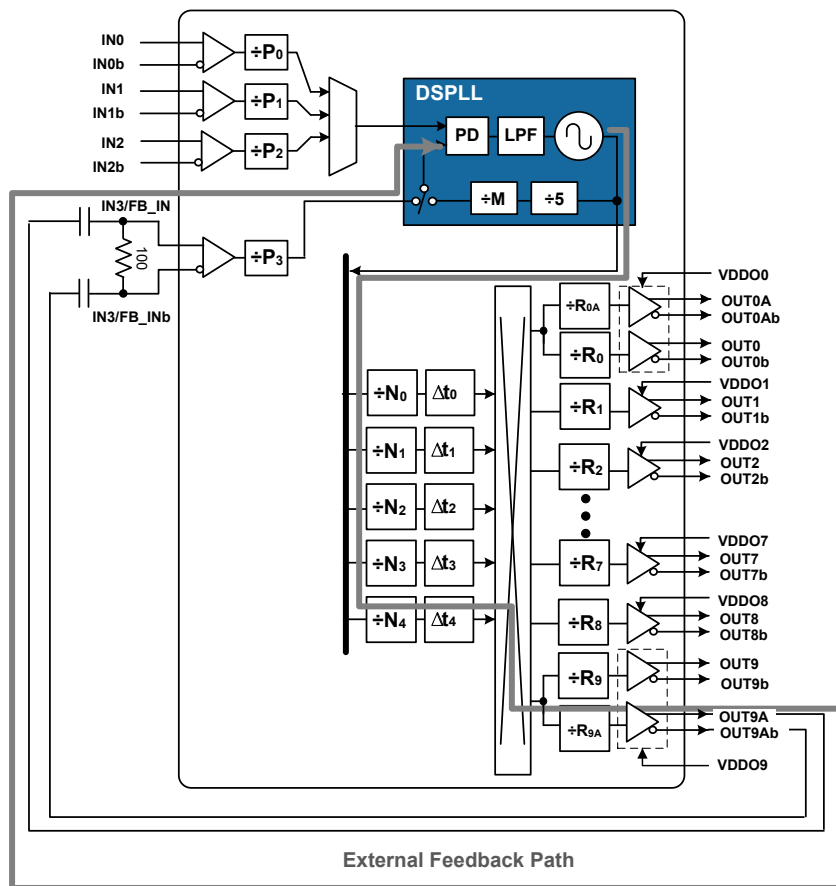 IN0
IN0b
IN1
IN1b
IN2
IN2b
÷P0
÷P1
÷P2
DSPLL
PD
LPF
÷M
÷5
IN3/FB_IN
100
IN3/FB_INb
÷P3
÷N0
Δt0
÷N1
Δt1
÷N2
Δt2
÷N3
Δt3
÷N4
Δt4
÷R0A
÷R0
÷R1
÷R2
÷R7
÷R8
÷R9
÷R9A
VDDO0
OUT0A
OUT0Ab
OUT0
OUT0b
VDDO1
OUT1
OUT1b
VDDO2
OUT2
OUT2b
VDDO7
OUT7
OUT7b
VDDO8
OUT8
OUT8b
OUT9
OUT9b
OUT9A
OUT9Ab
VDDO9
External Feedback Path